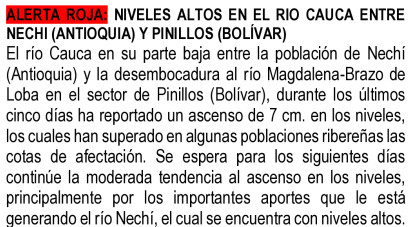 ALERTA ROJA: NIVELES ALTOS EN EL RIO CAUCA ENTRE
NECHI (ANTIOQUIA) Y PINILLOS (BOLÍVAR)
El río Cauca en su parte baja entre la población de Nechí
(Antioquia) y la desembocadura al río Magdalena-Brazo de
Loba en el sector de Pinillos (Bolívar), durante los últimos
cinco días ha reportado un ascenso de 7 cm. en los niveles,
los cuales han superado en algunas poblaciones ribereñas las
cotas de afectación. Se espera para los siguientes días
continúe la moderada tendencia al ascenso en los niveles,
principalmente por los importantes aportes que le está
generando el río Nechí, el cual se encuentra con niveles altos.